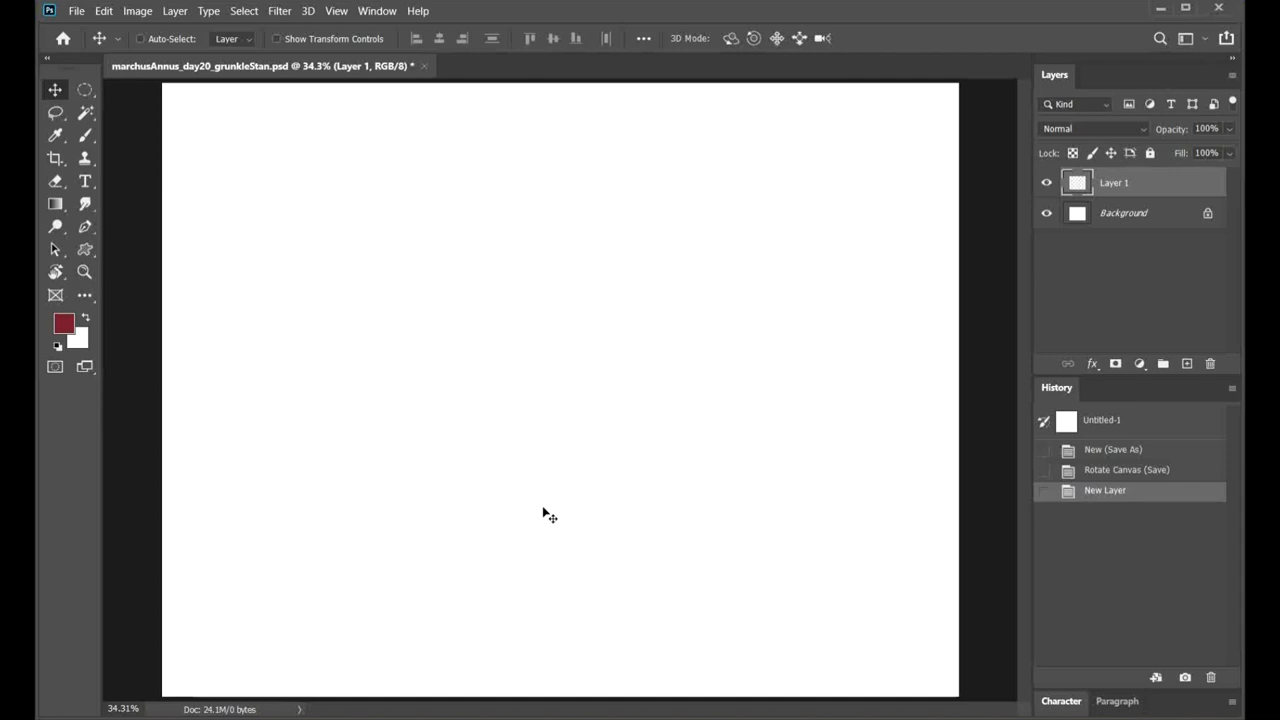 Ps File Edit Image Layer Type Select Filter 3D View Window Help
Auto-Select: Layer Show Transform Controls 3D Mode:
marchusAnnus_day20_grunkleStan.psd @ 34.3% (Layer 1, RGB/8) *
Layers
Kind
Normal Opacity: 100%
Lock: Fill: 100%
Layer 1
Background
History
Untitled-1
New (Save As)
Rotate Canvas (Save)
New Layer
Character Paragraph
34.31% Doc: 24.1M/0 bytes